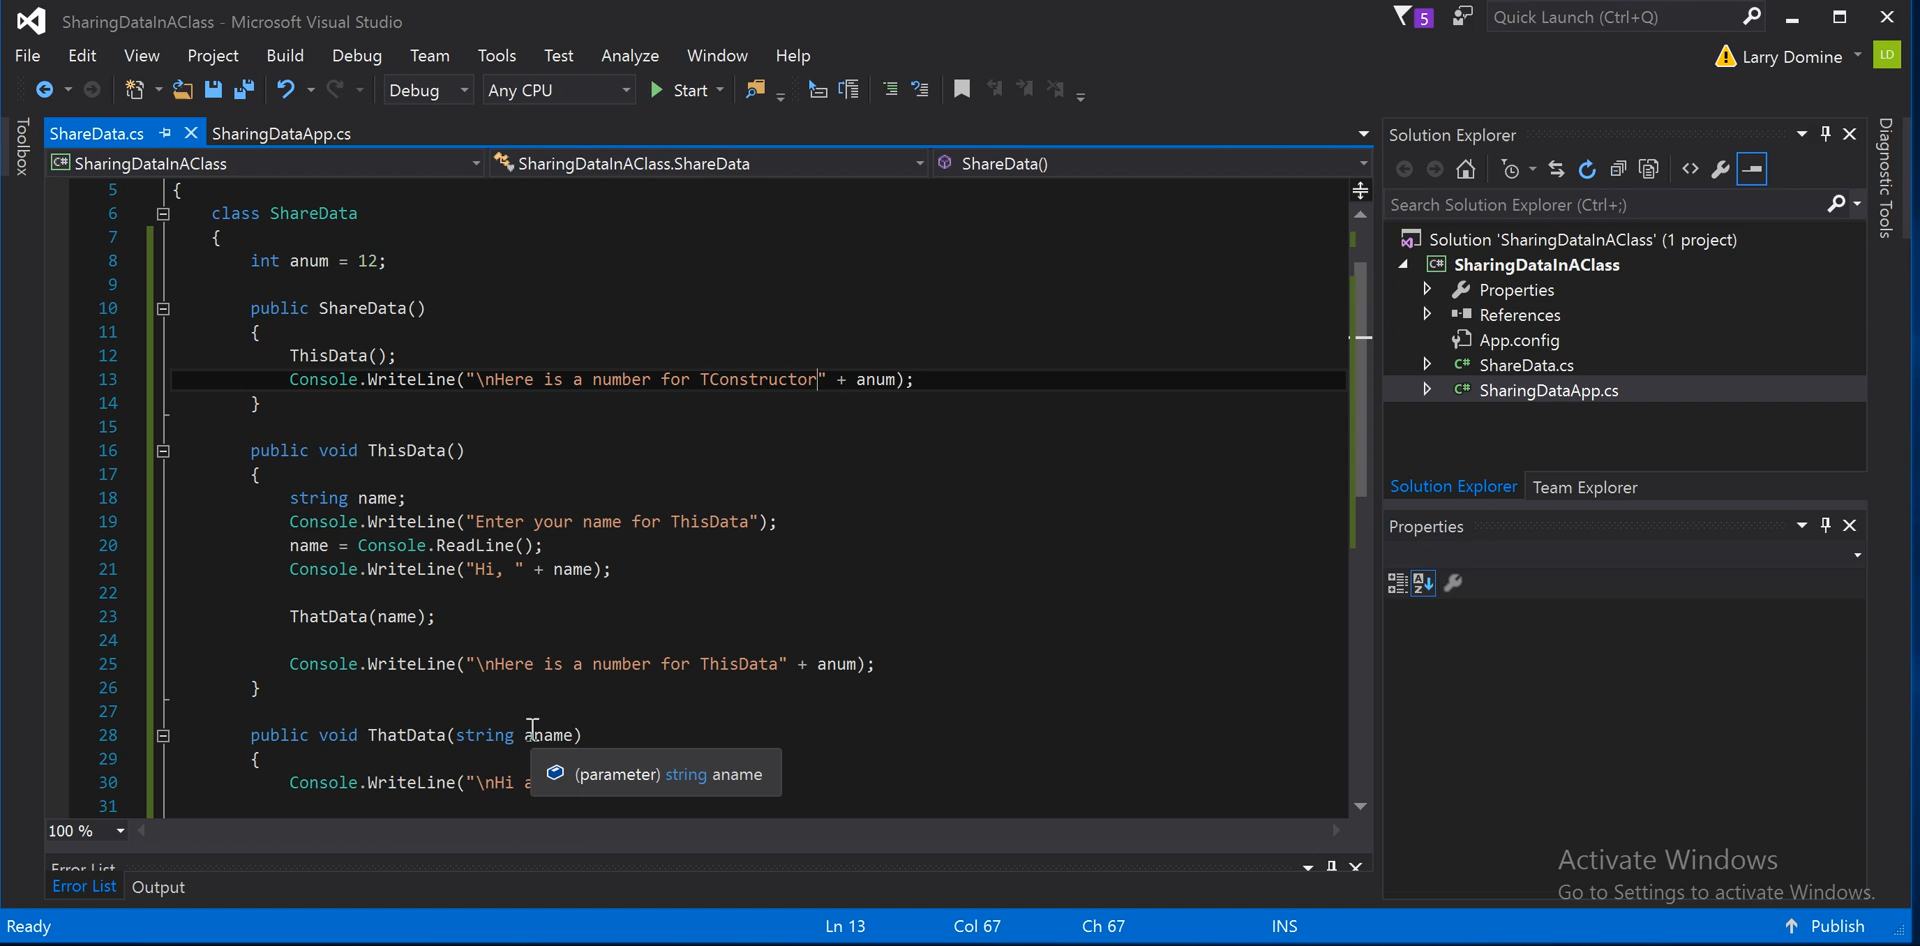 SharingDataInAClass - Microsoft Visual Studio
5
Quick Launch (Ctrl+Q)
File Edit View Project Build Debug Team Tools Test Analyze Window Help
Larry Domine
LD
Debug Any CPU Start
Toolbox
ShareData.cs SharingDataApp.cs
SharingDataInAClass SharingDataInAClass.ShareData ShareData()
5 {
6 class ShareData
7 {
8 int anum = 12;
9
10 public ShareData()
11 {
12 ThisData();
13 Console.WriteLine("\nHere is a number for TConstructor" + anum);
14 }
15
16 public void ThisData()
17 {
18 string name;
19 Console.WriteLine("Enter your name for ThisData");
20 name = Console.ReadLine();
21 Console.WriteLine("Hi, " + name);
22
23 ThatData(name);
24
25 Console.WriteLine("\nHere is a number for ThisData" + anum);
26 }
27
28 public void ThatData(string aname)
29 {
(parameter) string aname
30 Console.WriteLine("\nHi a
31
100 %
Error List
Error List Output
Solution Explorer
Search Solution Explorer (Ctrl+;)
Solution 'SharingDataInAClass' (1 project)
C# SharingDataInAClass
Properties
References
App.config
C# ShareData.cs
C# SharingDataApp.cs
Solution Explorer Team Explorer
Properties
Diagnostic Tools
Activate Windows
Go to Settings to activate Windows.
Ready Ln 13 Col 67 Ch 67 INS Publish